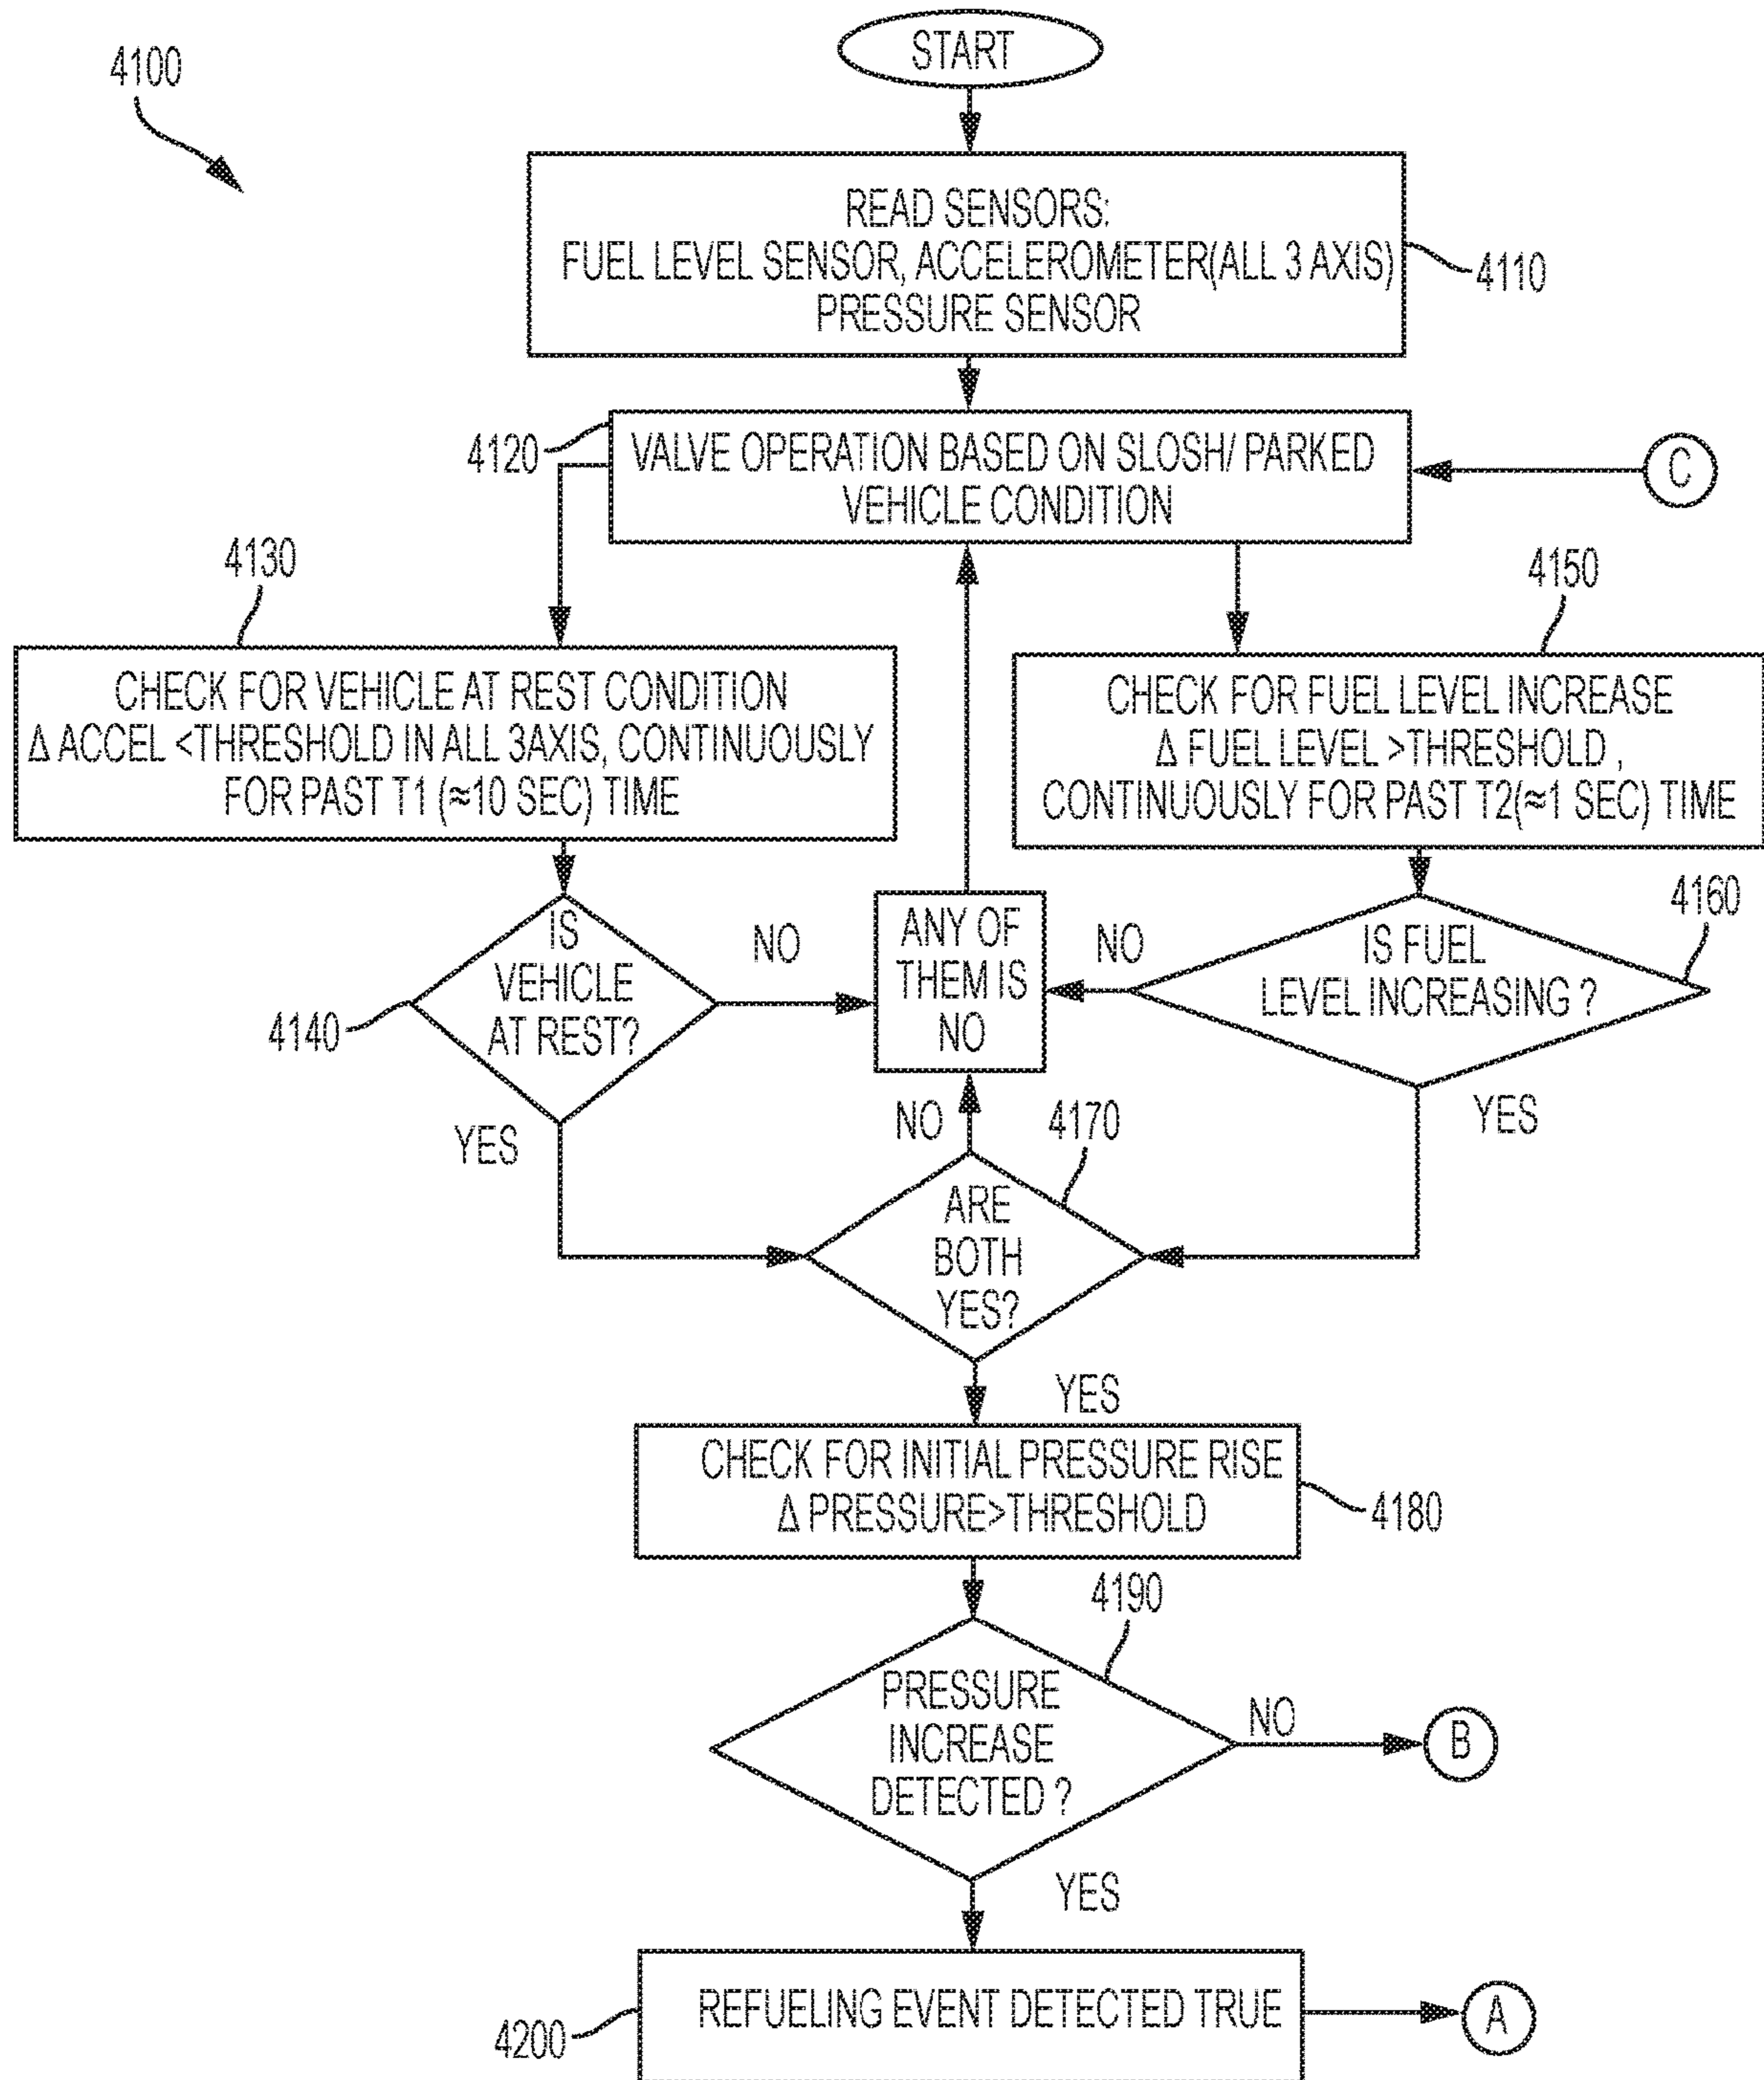 START
4100
READ SENSORS:
FUEL LEVEL SENSOR, ACCELEROMETER(ALL 3 AXIS)
PRESSURE SENSOR
4110
4120
VALVE OPERATION BASED ON SLOSH/ PARKED
VEHICLE CONDITION
C
4130
CHECK FOR VEHICLE AT REST CONDITION
Δ ACCEL <THRESHOLD IN ALL 3AXIS, CONTINUOUSLY
FOR PAST T1 (≈10 SEC) TIME
4150
CHECK FOR FUEL LEVEL INCREASE
Δ FUEL LEVEL >THRESHOLD ,
CONTINUOUSLY FOR PAST T2(≈1 SEC) TIME
IS
VEHICLE
AT REST?
4140
NO
ANY OF
THEM IS
NO
NO
IS FUEL
LEVEL INCREASING ?
4160
YES
NO
4170
YES
ARE
BOTH
YES?
YES
CHECK FOR INITIAL PRESSURE RISE
Δ PRESSURE>THRESHOLD
4180
4190
PRESSURE
INCREASE
DETECTED ?
NO
B
YES
4200
REFUELING EVENT DETECTED TRUE
A